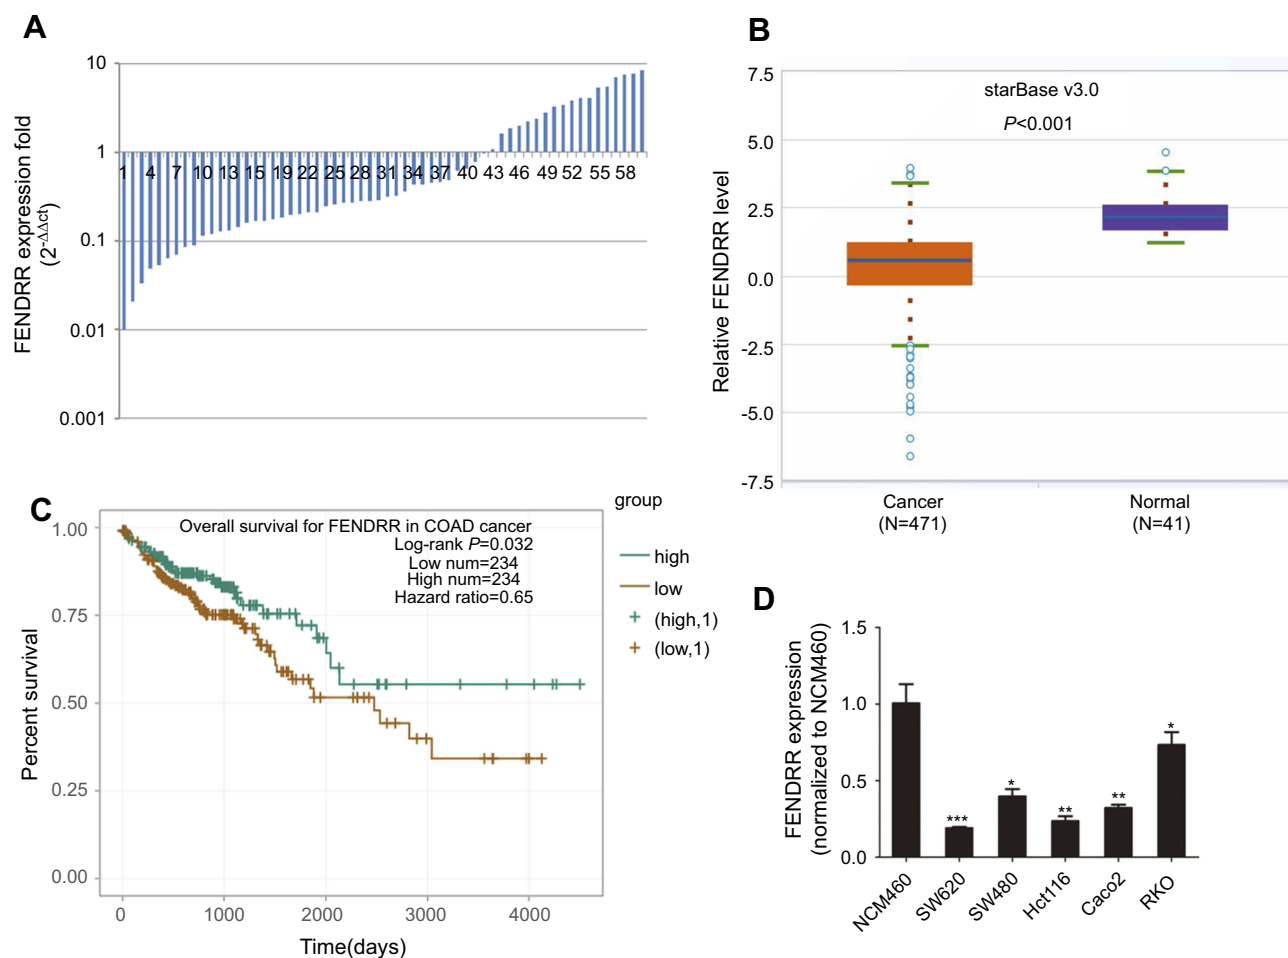 A
FENDRR expression fold
(2-ΔΔct)
10
1
0.1
0.01
0.001
1 4 7 10 13 15 19 22 25 28 31 34 37 40 43 46 49 52 55 58
B
Relative FENDRR level
7.5
5.0
2.5
0.0
-2.5
-5.0
-7.5
starBase v3.0
P<0.001
Cancer
(N=471)
Normal
(N=41)
C
Percent survival
1.00
0.75
0.50
0.25
0.00
Overall survival for FENDRR in COAD cancer
Log-rank P=0.032
Low num=234
High num=234
Hazard ratio=0.65
0 1000 2000 3000 4000
Time(days)
group
high
low
(high,1)
(low,1)
D
FENDRR expression
(normalized to NCM460)
1.5
1.0
0.5
0.0
***
*
**
**
*
NCM460
SW620
SW480
Hct116
Caco2
RKO